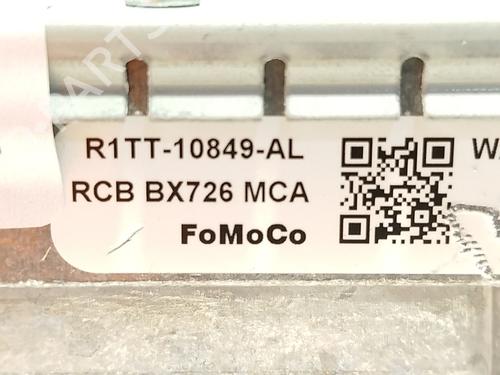 R1TT-10849-AL
RCB BX726 MCA
FoMoCo